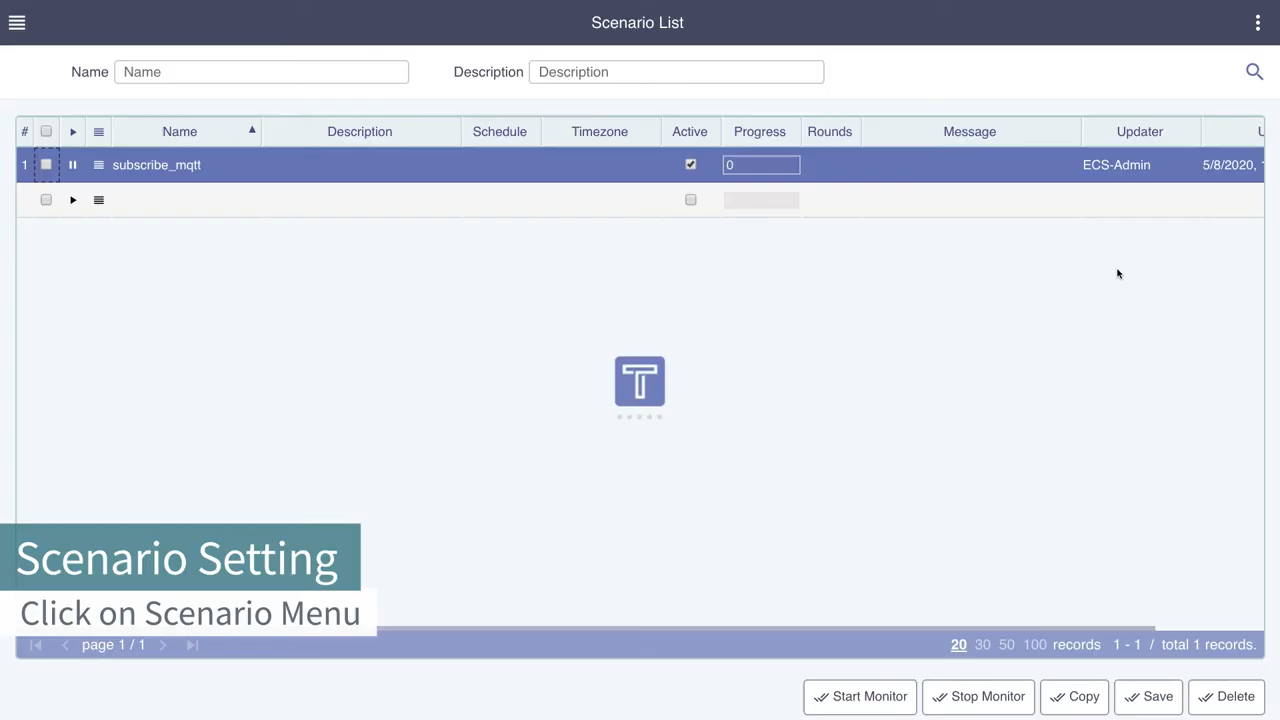 Scenario List
Name Name Description Description
# Name Description Schedule Timezone Active Progress Rounds Message Updater
1 subscribe_mqtt 0 ECS-Admin 5/8/2020,
T
Scenario Setting
Click on Scenario Menu
page 1 / 1 20 30 50 100 records 1 - 1 / total 1 records.
Start Monitor Stop Monitor Copy Save Delete